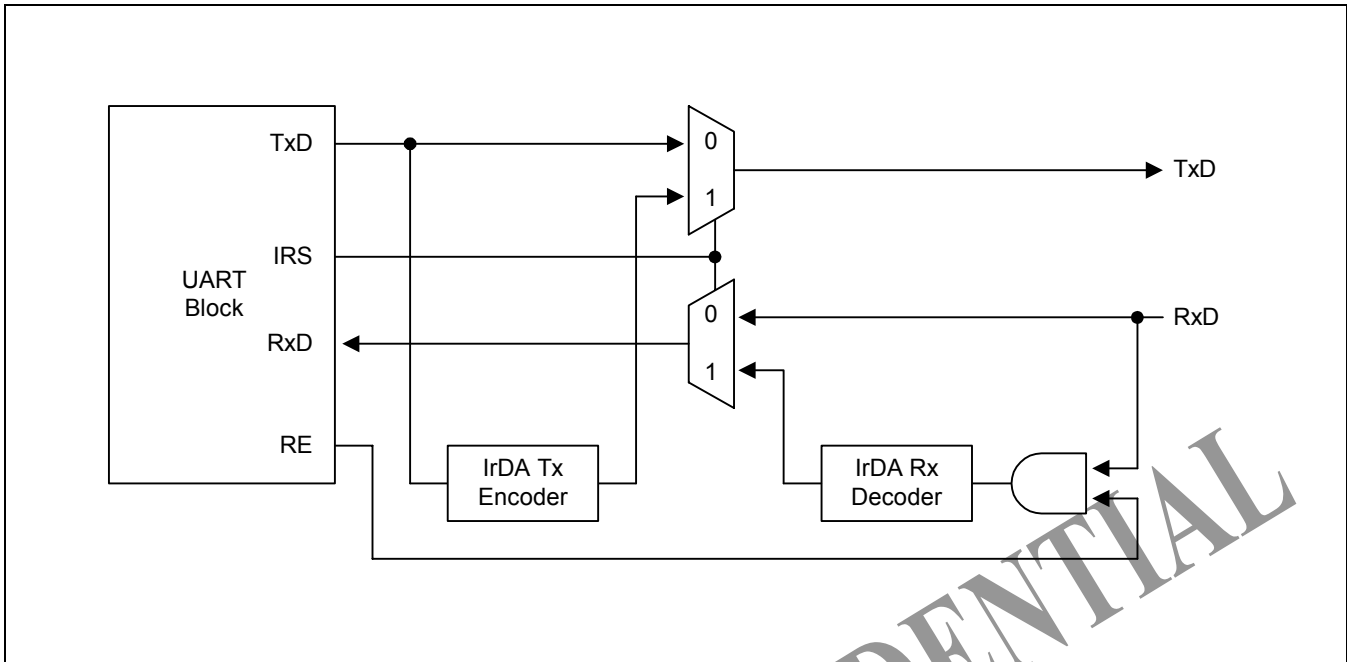 TxD
0
TxD
1
IRS
UART
Block
0
RxD
RxD
1
RE
IrDA Tx
Encoder
IrDA Rx
Decoder